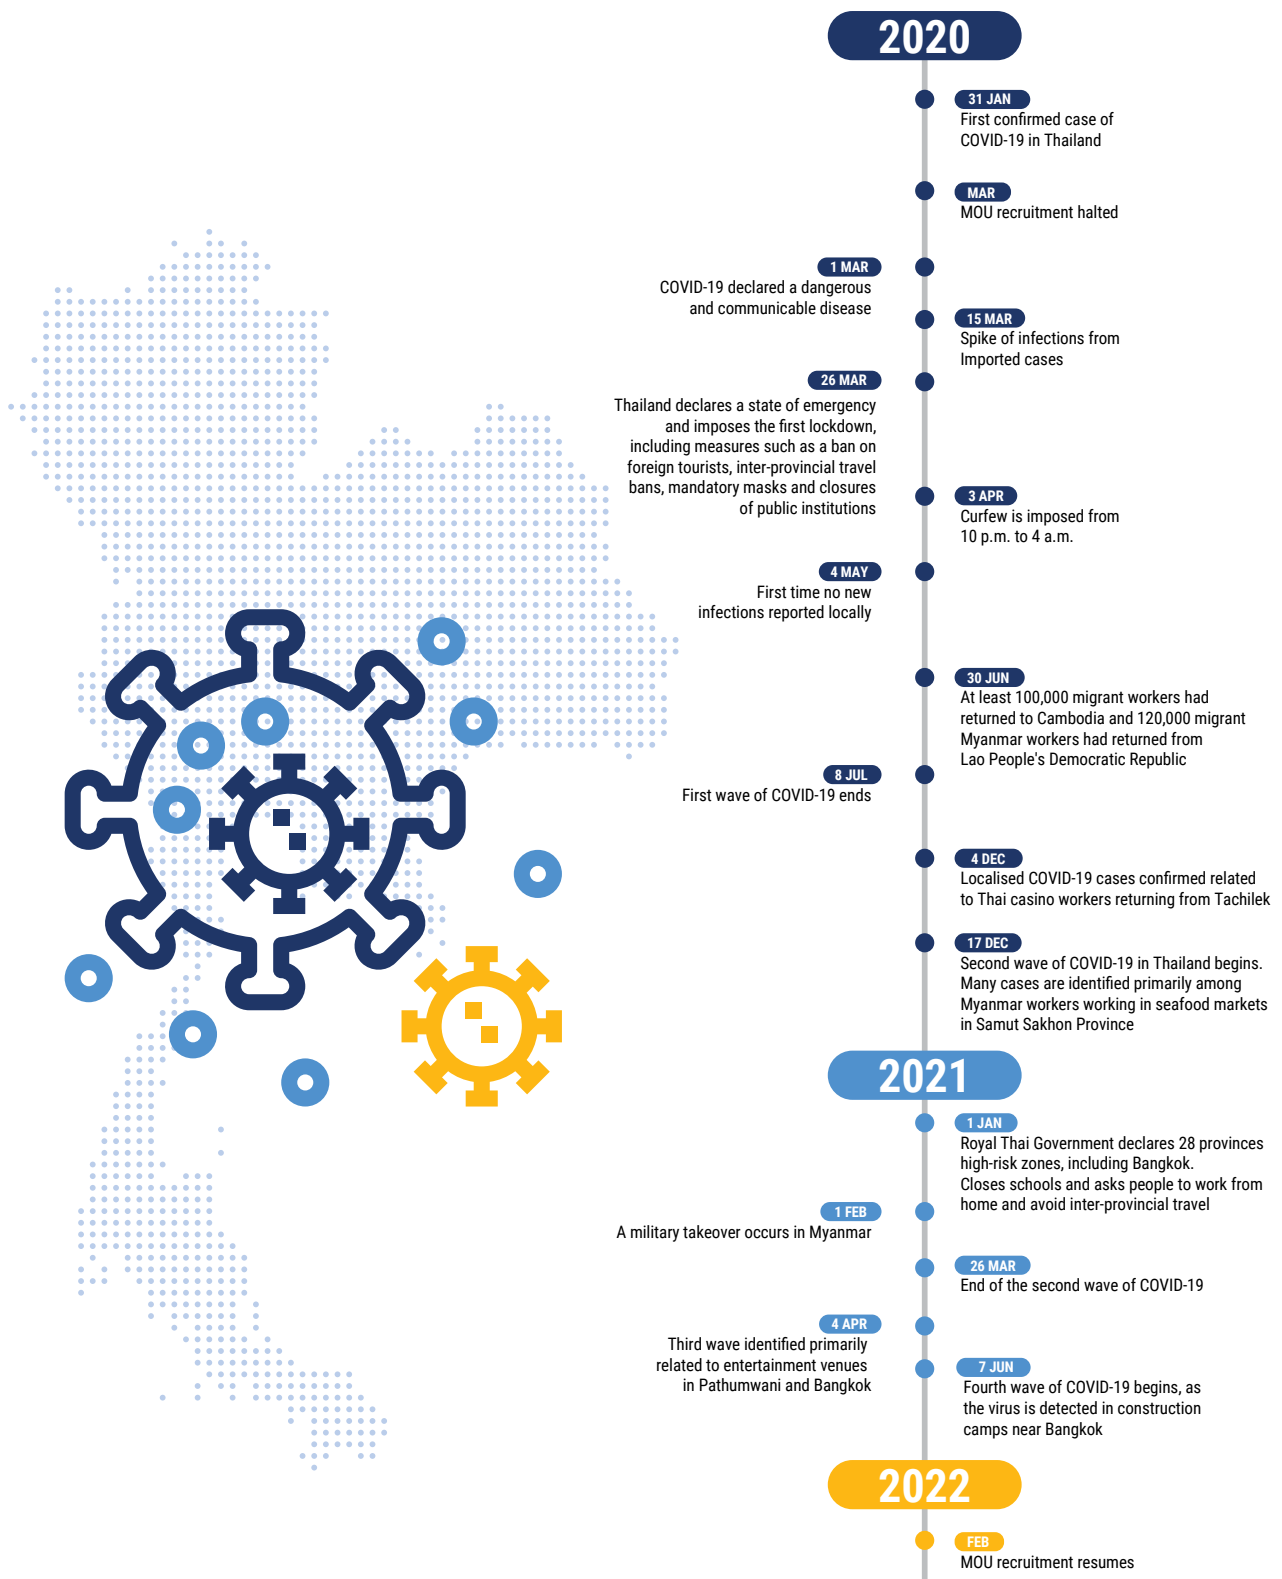 2020
31 JAN
First confirmed case of
COVID-19 in Thailand
MAR
MOU recruitment halted
1 MAR
COVID-19 declared a dangerous
and communicable disease
15 MAR
Spike of infections from
Imported cases
26 MAR
Thailand declares a state of emergency
and imposes the first lockdown,
including measures such as a ban on
foreign tourists, inter-provincial travel
bans, mandatory masks and closures
of public institutions
3 APR
Curfew is imposed from
10 p.m. to 4 a.m.
4 MAY
First time no new
infections reported locally
30 JUN
At least 100,000 migrant workers had
returned to Cambodia and 120,000 migrant
Myanmar workers had returned from
Lao People's Democratic Republic
8 JUL
First wave of COVID-19 ends
4 DEC
Localised COVID-19 cases confirmed related
to Thai casino workers returning from Tachilek
17 DEC
Second wave of COVID-19 in Thailand begins.
Many cases are identified primarily among
Myanmar workers working in seafood markets
in Samut Sakhon Province
2021
1 JAN
Royal Thai Government declares 28 provinces
high-risk zones, including Bangkok.
Closes schools and asks people to work from
home and avoid inter-provincial travel
1 FEB
A military takeover occurs in Myanmar
26 MAR
End of the second wave of COVID-19
4 APR
Third wave identified primarily
related to entertainment venues
in Pathumwani and Bangkok
7 JUN
Fourth wave of COVID-19 begins, as
the virus is detected in construction
camps near Bangkok
2022
FEB
MOU recruitment resumes